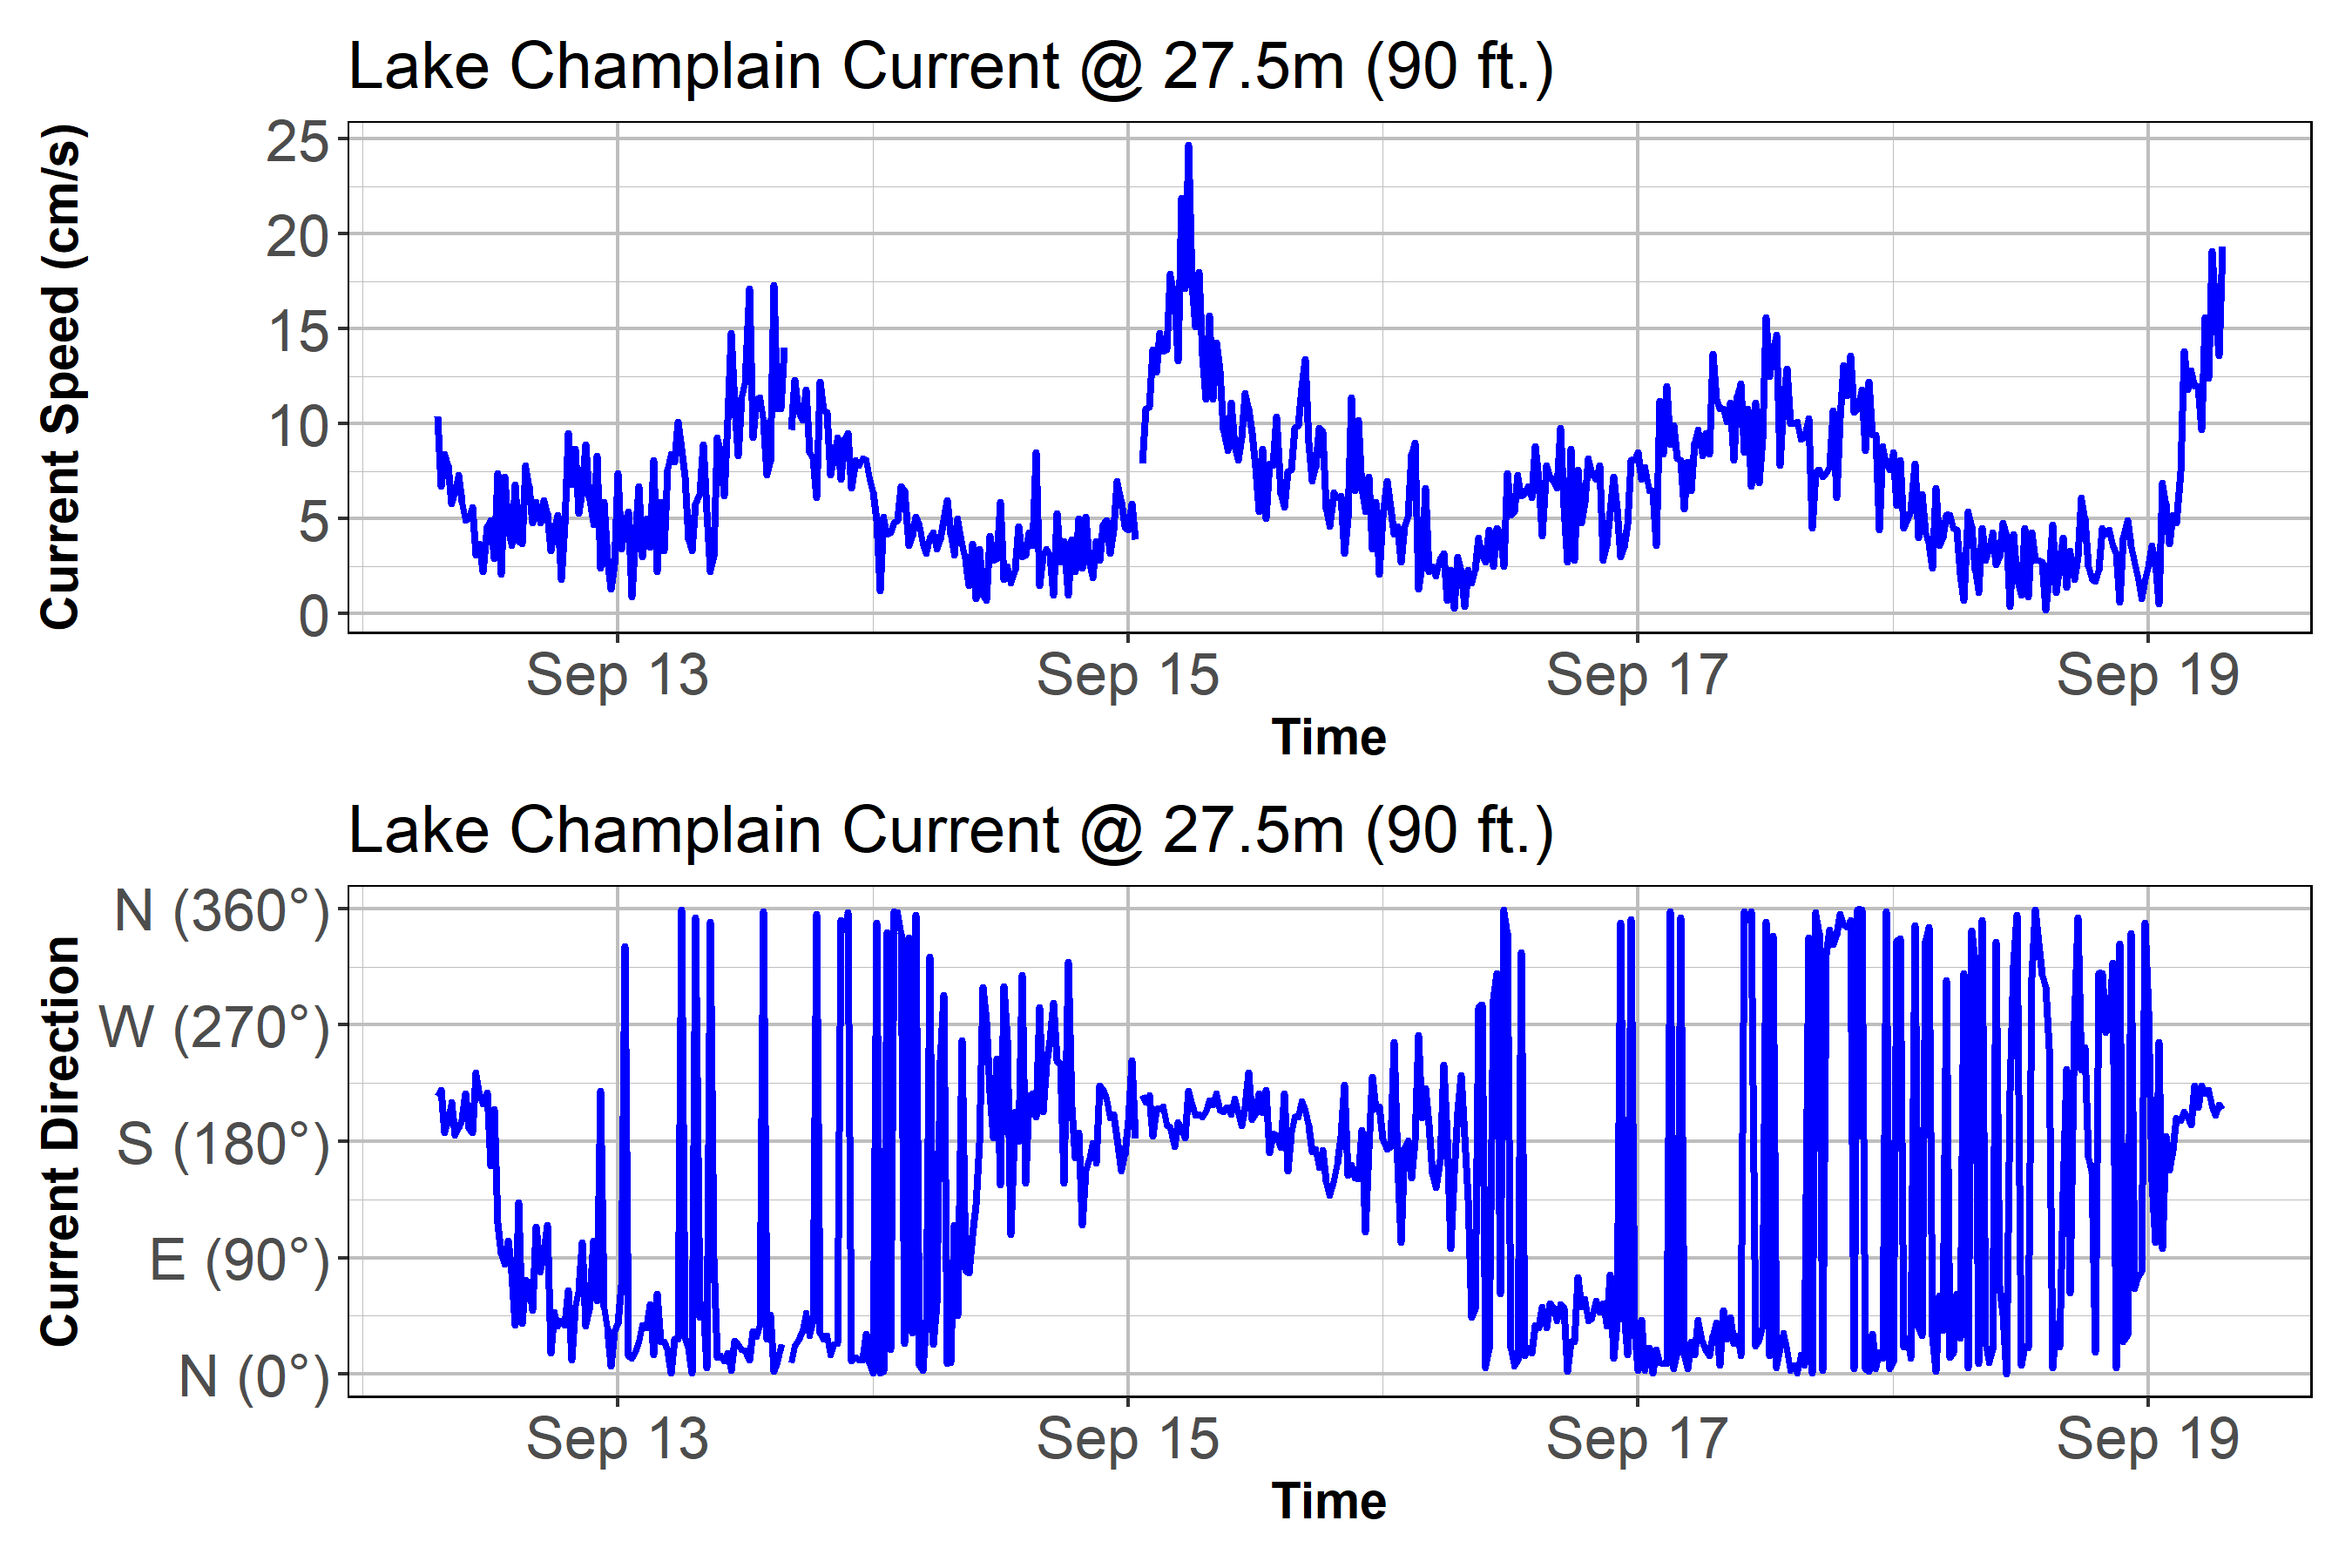 Lake Champlain Current @ 27.5m (90 ft.)
Current Speed (cm/s)
25
20
15
10
5
0
Sep 13 Sep 15 Sep 17 Sep 19
Time
Lake Champlain Current @ 27.5m (90 ft.)
Current Direction
N (360°)
W (270°)
S (180°)
E (90°)
N (0°)
Sep 13 Sep 15 Sep 17 Sep 19
Time